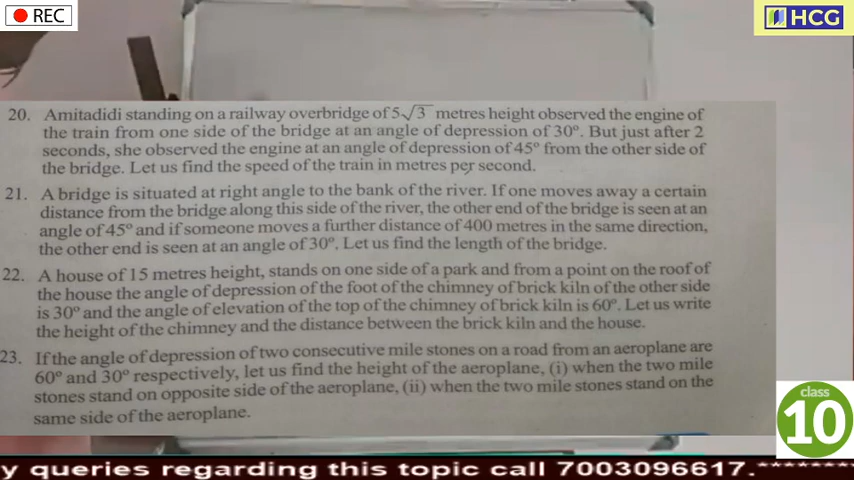 REC
HCG
20. Amitadidi standing on a railway overbridge of 5√3 metres height observed the engine of
the train from one side of the bridge at an angle of depression of 30°. But just after 2
seconds, she observed the engine at an angle of depression of 45° from the other side of
the bridge. Let us find the speed of the train in metres per second.
21. A bridge is situated at right angle to the bank of the river. If one moves away a certain
distance from the bridge along this side of the river, the other end of the bridge is seen at an
angle of 45° and if someone moves a further distance of 400 metres in the same direction,
the other end is seen at an angle of 30°. Let us find the length of the bridge.
22. A house of 15 metres height, stands on one side of a park and from a point on the roof of
the house the angle of depression of the foot of the chimney of brick kiln of the other side
is 30° and the angle of elevation of the top of the chimney of brick kiln is 60°. Let us write
the height of the chimney and the distance between the brick kiln and the house.
23. If the angle of depression of two consecutive mile stones on a road from an aeroplane are
60° and 30° respectively, let us find the height of the aeroplane, (i) when the two mile
stones stand on opposite side of the aeroplane, (ii) when the two mile stones stand on the
same side of the aeroplane.
class
10
y queries regarding this topic call 7003096617.********